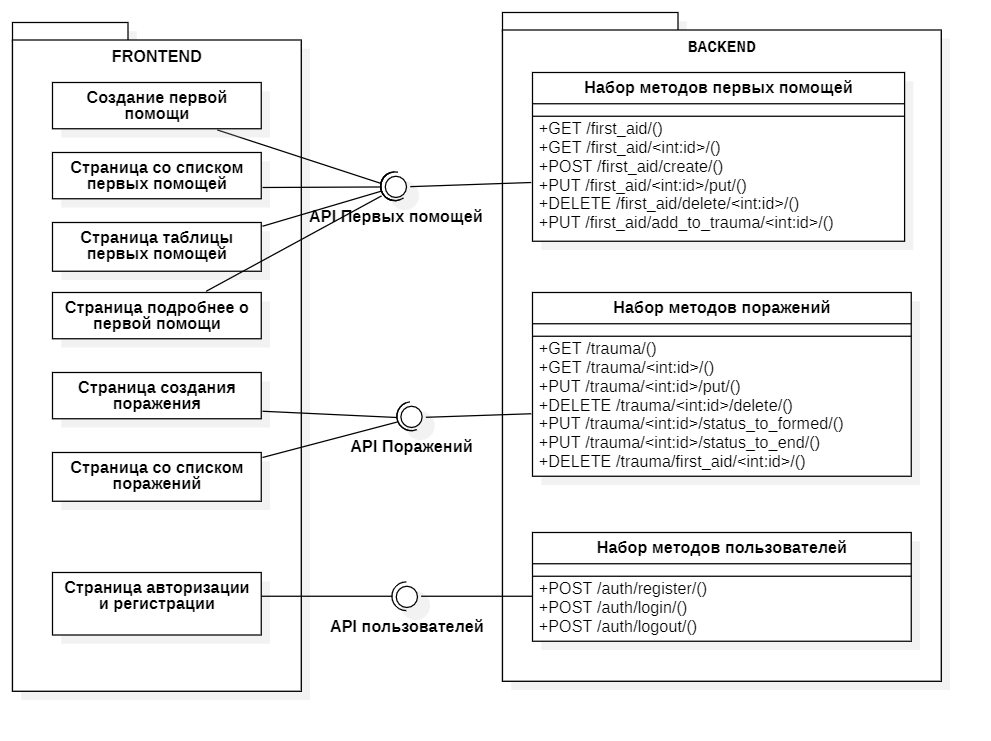 FRONTEND
Создание первой
помощи
Страница со списком
первых помощей
Страница таблицы
первых помощей
Страница подробнее о
первой помощи
Страница создания
поражения
Страница со списком
поражений
Страница авторизации
и регистрации
API Первых помощей
API Поражений
API пользователей
BACKEND
Набор методов первых помощей
+GET /first_aid/()
+GET /first_aid/<int:id>/()
+POST /first_aid/create/()
+PUT /first_aid/<int:id>/put/()
+DELETE /first_aid/delete/<int:id>/()
+PUT /first_aid/add_to_trauma/<int:id>/()
Набор методов поражений
+GET /trauma/()
+GET /trauma/<int:id>/()
+PUT /trauma/<int:id>/put/()
+DELETE /trauma/<int:id>/delete/()
+PUT /trauma/<int:id>/status_to_formed/()
+PUT /trauma/<int:id>/status_to_end/()
+DELETE /trauma/first_aid/<int:id>/()
Набор методов пользователей
+POST /auth/register/()
+POST /auth/login/()
+POST /auth/logout/()